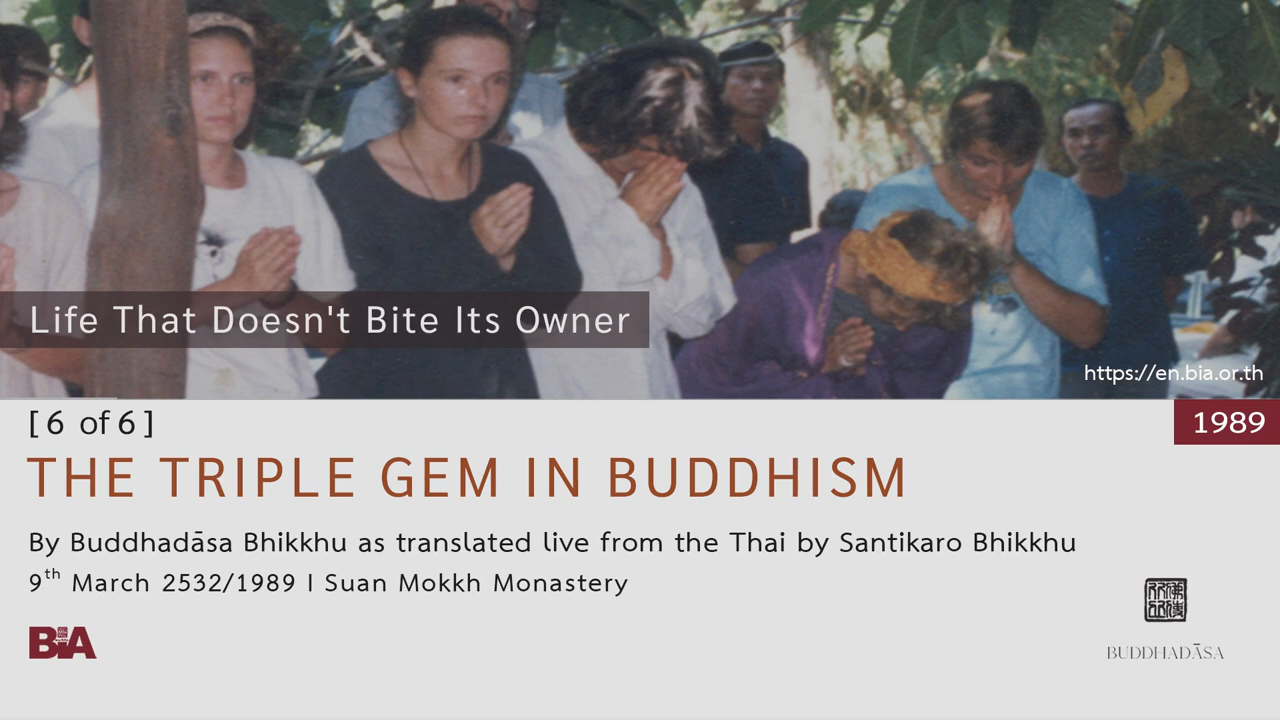 Life That Doesn't Bite Its Owner
https://en.bia.or.th
[6 of 6]
1989
THE TRIPLE GEM IN BUDDHISM
By Buddhadāsa Bhikkhu as translated live from the Thai by Santikaro Bhikkhu
9th March 2532/1989 I Suan Mokkh Monastery
BIA
BUDDHADĀSA